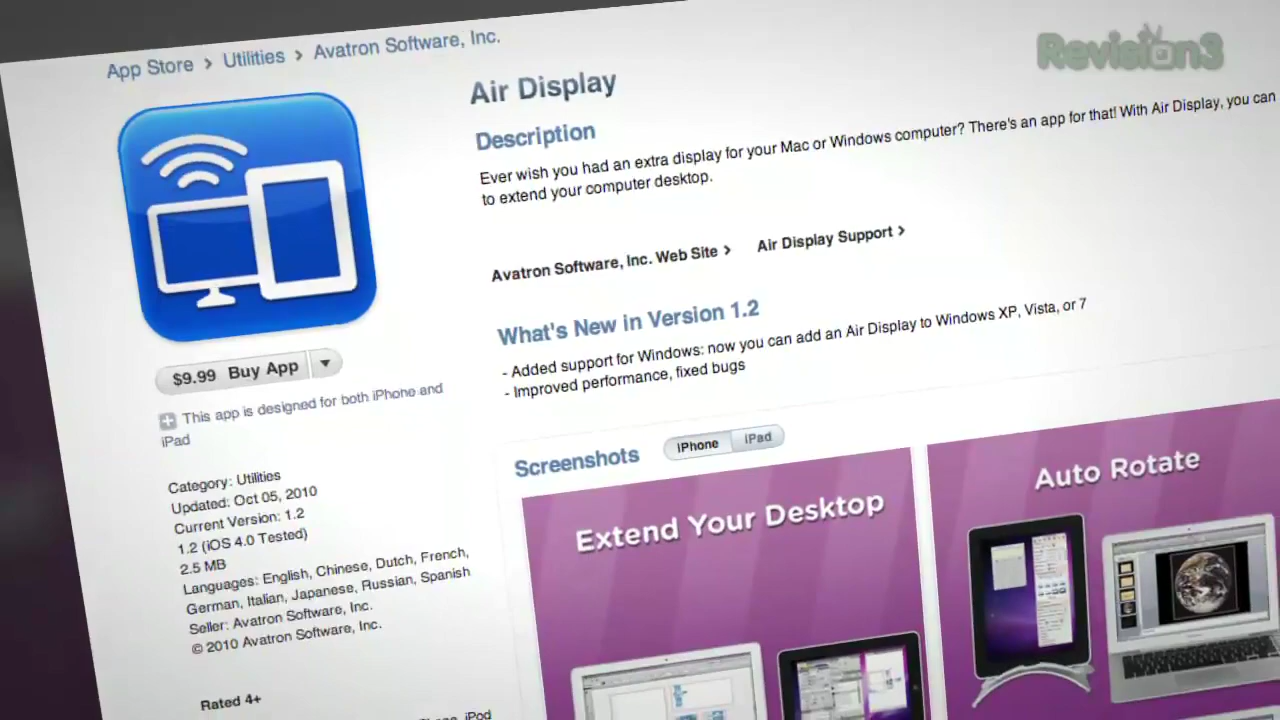 Revision3
App Store > Utilities > Avatron Software, Inc.
Air Display
Description
Ever wish you had an extra display for your Mac or Windows computer? There's an app for that! With Air Display, you can
to extend your computer desktop.
Avatron Software, Inc. Web Site >
Air Display Support >
What's New in Version 1.2
- Added support for Windows: now you can add an Air Display to Windows XP, Vista, or 7
- Improved performance, fixed bugs
$9.99 Buy App
This app is designed for both iPhone and
iPad
Category: Utilities
Updated: Oct 05, 2010
Current Version: 1.2
1.2 (iOS 4.0 Tested)
2.5 MB
Languages: English, Chinese, Dutch, French,
German, Italian, Japanese, Russian, Spanish
Seller: Avatron Software, Inc.
© 2010 Avatron Software, Inc.
Rated 4+
iPod
Screenshots
iPhone
iPad
Extend Your Desktop
Auto Rotate